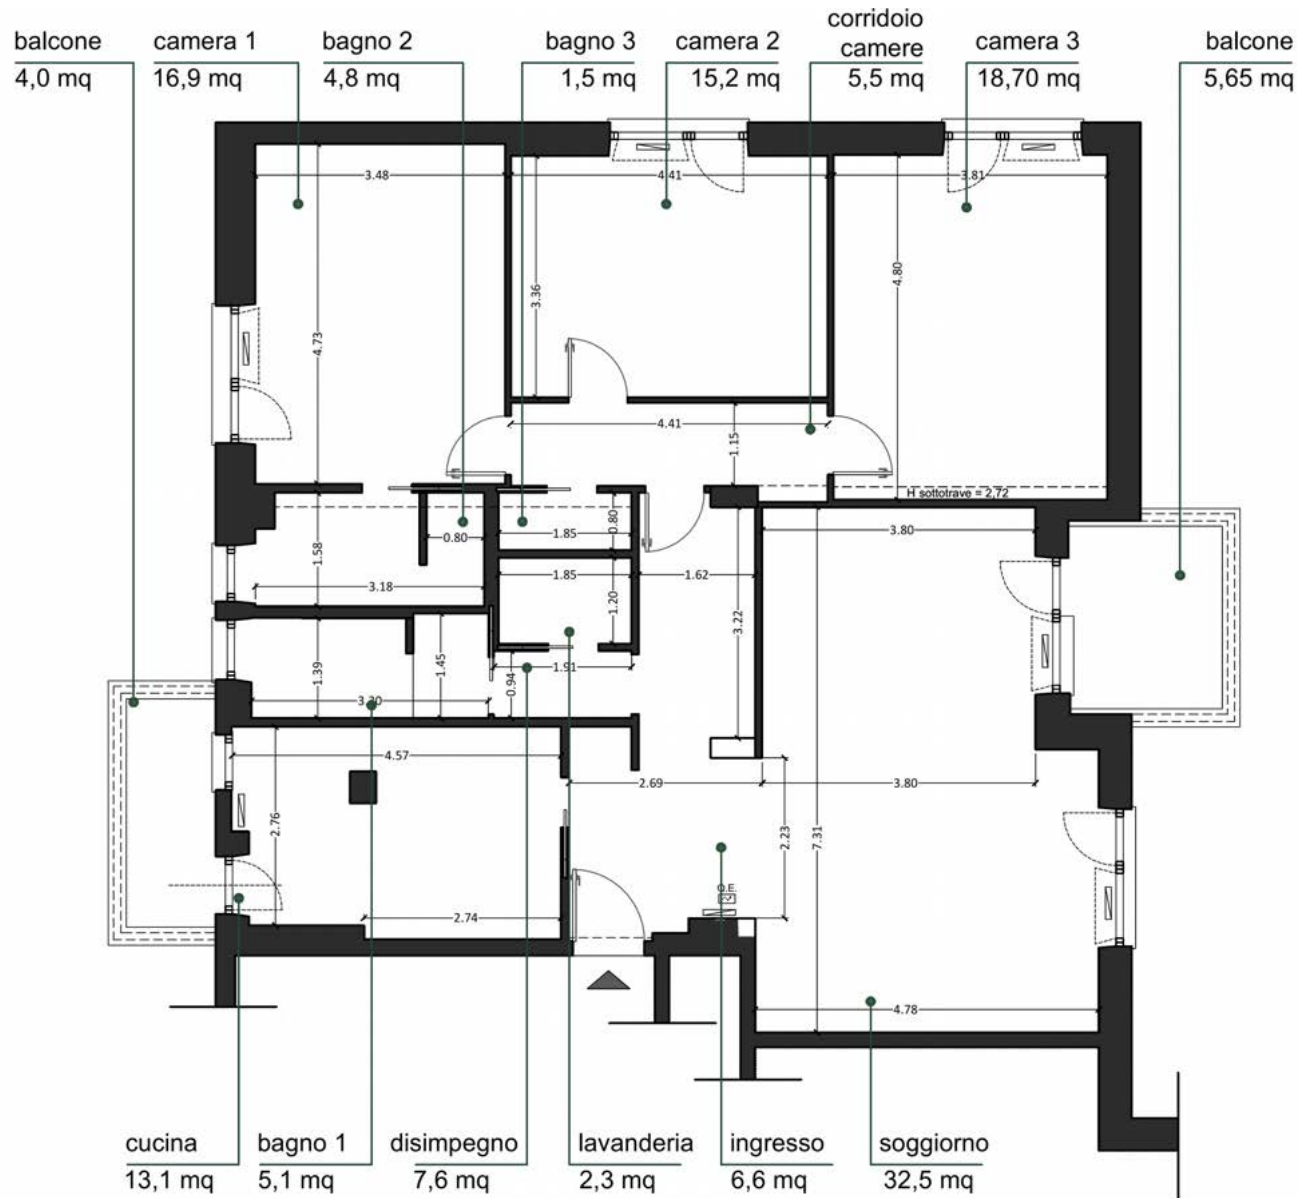 balcone
4,0 mq
camera 1
16,9 mq
bagno 2
4,8 mq
bagno 3
1,5 mq
camera 2
15,2 mq
corridoio
camere
5,5 mq
camera 3
18,70 mq
balcone
5,65 mq
3.48
4.41
3.81
3.36
4.80
4.73
4.41
1.15
H sottotrave = 2,72
0.80
1.85
0.80
3.80
1.58
3.18
1.85
1.20
1.62
3.22
1.39
1.45
1.91
0.94
3.30
4.57
2.69
3.80
2.76
2.23
7.31
Q.E.
2.74
4.78
cucina
13,1 mq
bagno 1
5,1 mq
disimpegno
7,6 mq
lavanderia
2,3 mq
ingresso
6,6 mq
soggiorno
32,5 mq